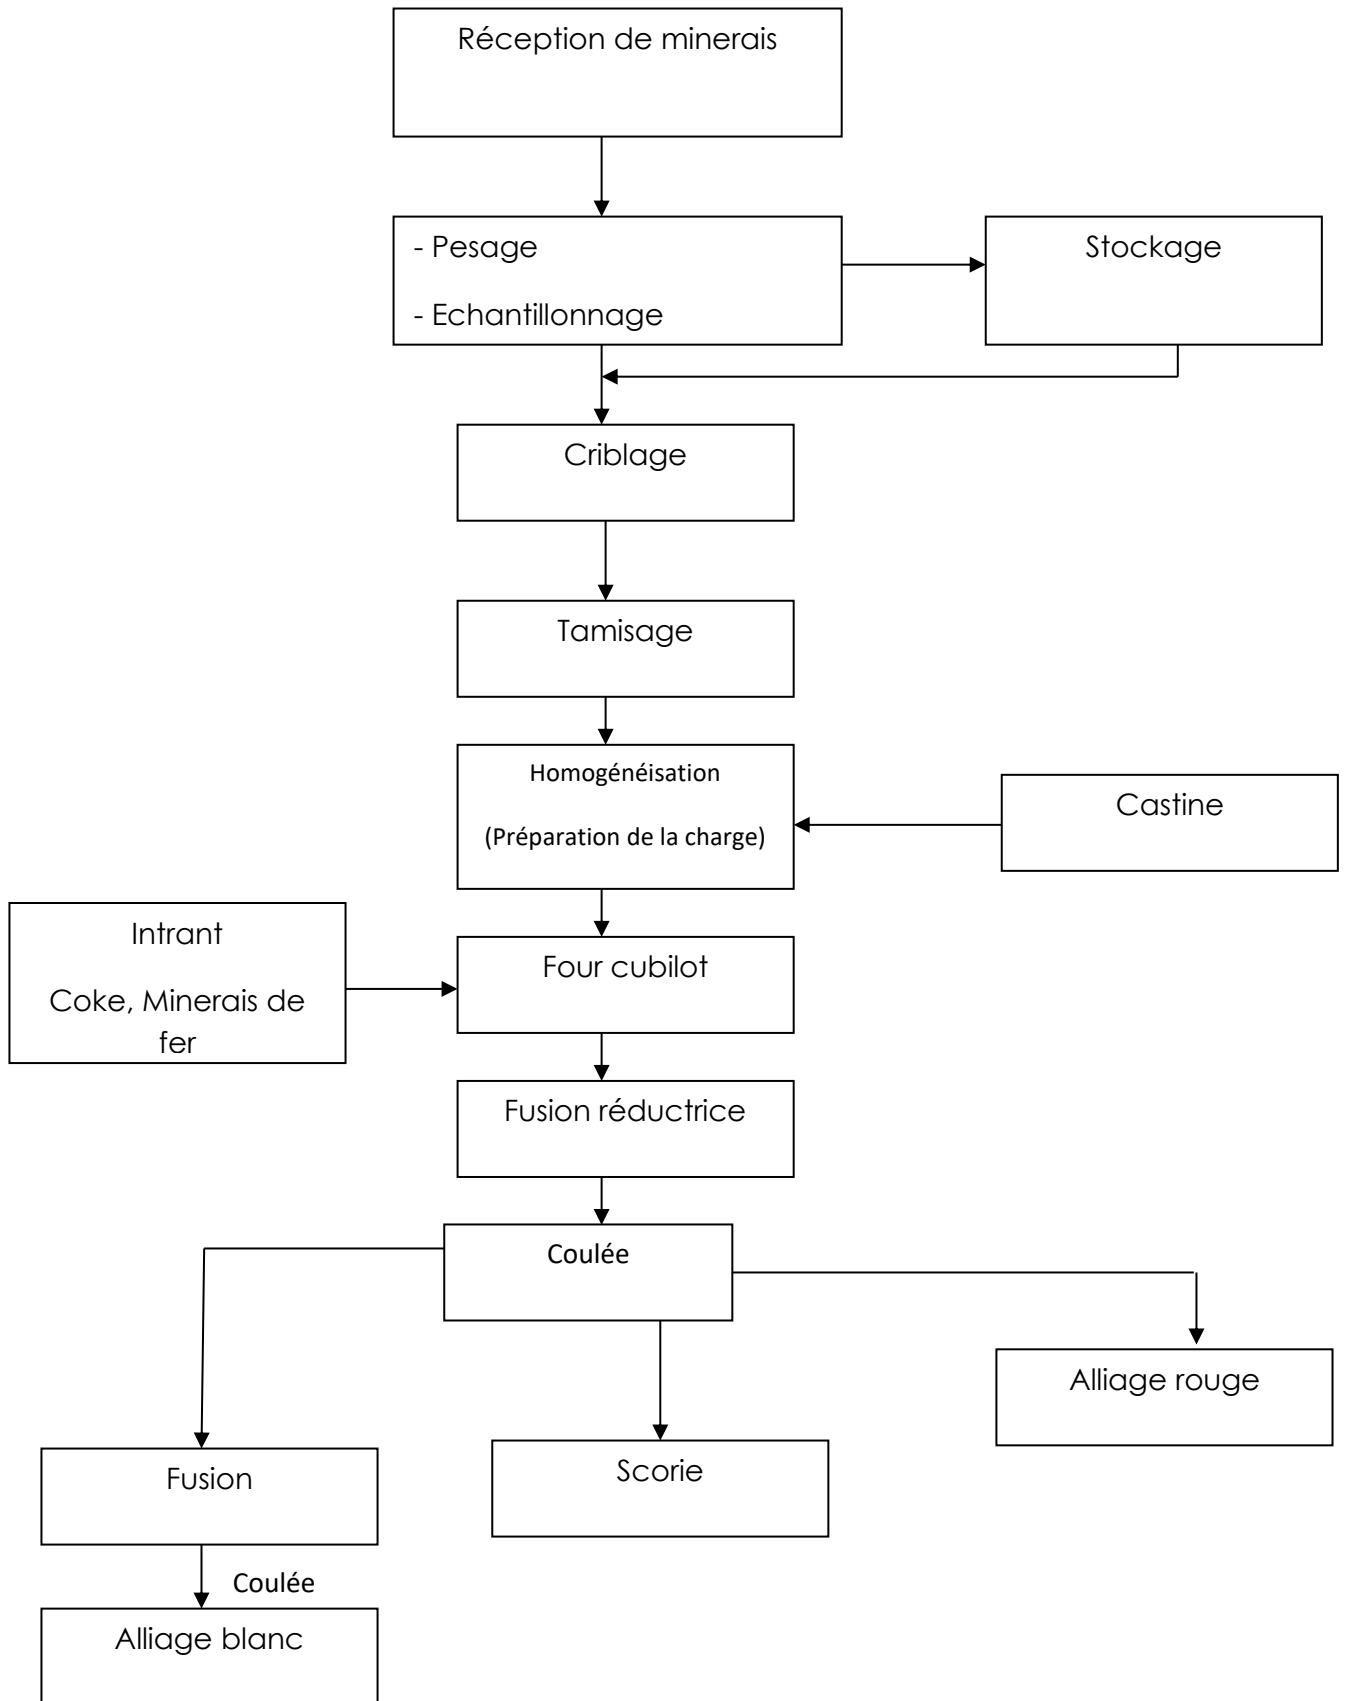 Réception de minerais
- Pesage
- Echantillonnage
Stockage
Criblage
Tamisage
Homogénéisation
(Préparation de la charge)
Castine
Intrant
Coke, Minerais de
fer
Four cubilot
Fusion réductrice
Coulée
Alliage rouge
Fusion
Scorie
Coulée
Alliage blanc